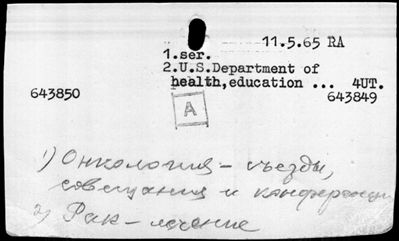 11.5.65 RA
1.ser.
2.U.S.Department of
health,education ... 4UT.
643850 643849
A
1) Онкология – съезды,
совещания и конференции
2) Рак – лечение